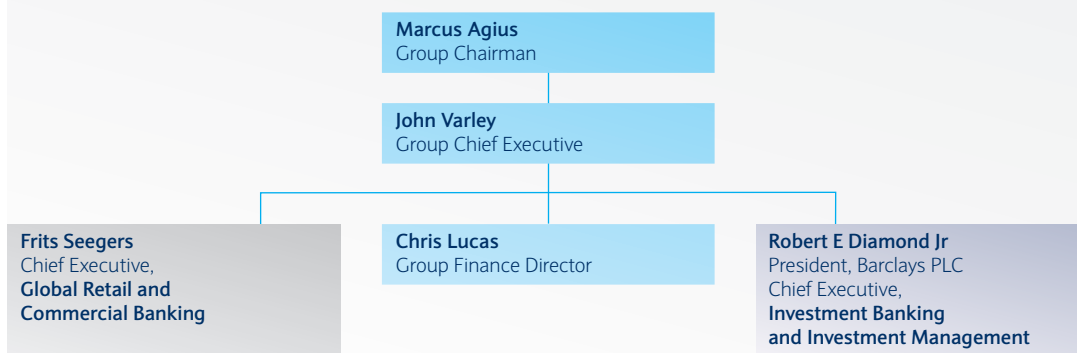 Marcus Agius
Group Chairman
John Varley
Group Chief Executive
Frits Seegers
Chief Executive,
Global Retail and
Commercial Banking
Chris Lucas
Group Finance Director
Robert E Diamond Jr
President, Barclays PLC
Chief Executive,
Investment Banking
and Investment Management